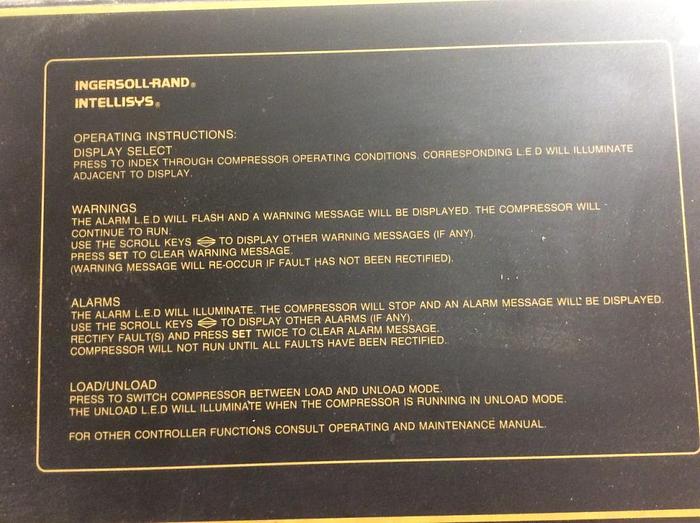 INGERSOLL-RAND®
INTELLISYS®
OPERATING INSTRUCTIONS:
DISPLAY SELECT
PRESS TO INDEX THROUGH COMPRESSOR OPERATING CONDITIONS. CORRESPONDING L.E.D WILL ILLUMINATE
ADJACENT TO DISPLAY.
WARNINGS
THE ALARM L.E.D WILL FLASH AND A WARNING MESSAGE WILL BE DISPLAYED. THE COMPRESSOR WILL
CONTINUE TO RUN.
USE THE SCROLL KEYS TO DISPLAY OTHER WARNING MESSAGES (IF ANY).
PRESS SET TO CLEAR WARNING MESSAGE.
(WARNING MESSAGE WILL RE-OCCUR IF FAULT HAS NOT BEEN RECTIFIED).
ALARMS
THE ALARM L.E.D WILL ILLUMINATE. THE COMPRESSOR WILL STOP AND AN ALARM MESSAGE WILL BE DISPLAYED.
USE THE SCROLL KEYS TO DISPLAY OTHER ALARMS (IF ANY).
RECTIFY FAULT(S) AND PRESS SET TWICE TO CLEAR ALARM MESSAGE.
COMPRESSOR WILL NOT RUN UNTIL ALL FAULTS HAVE BEEN RECTIFIED.
LOAD/UNLOAD
PRESS TO SWITCH COMPRESSOR BETWEEN LOAD AND UNLOAD MODE.
THE UNLOAD L.E.D WILL ILLUMINATE WHEN THE COMPRESSOR IS RUNNING IN UNLOAD MODE.
FOR OTHER CONTROLLER FUNCTIONS CONSULT OPERATING AND MAINTENANCE MANUAL.